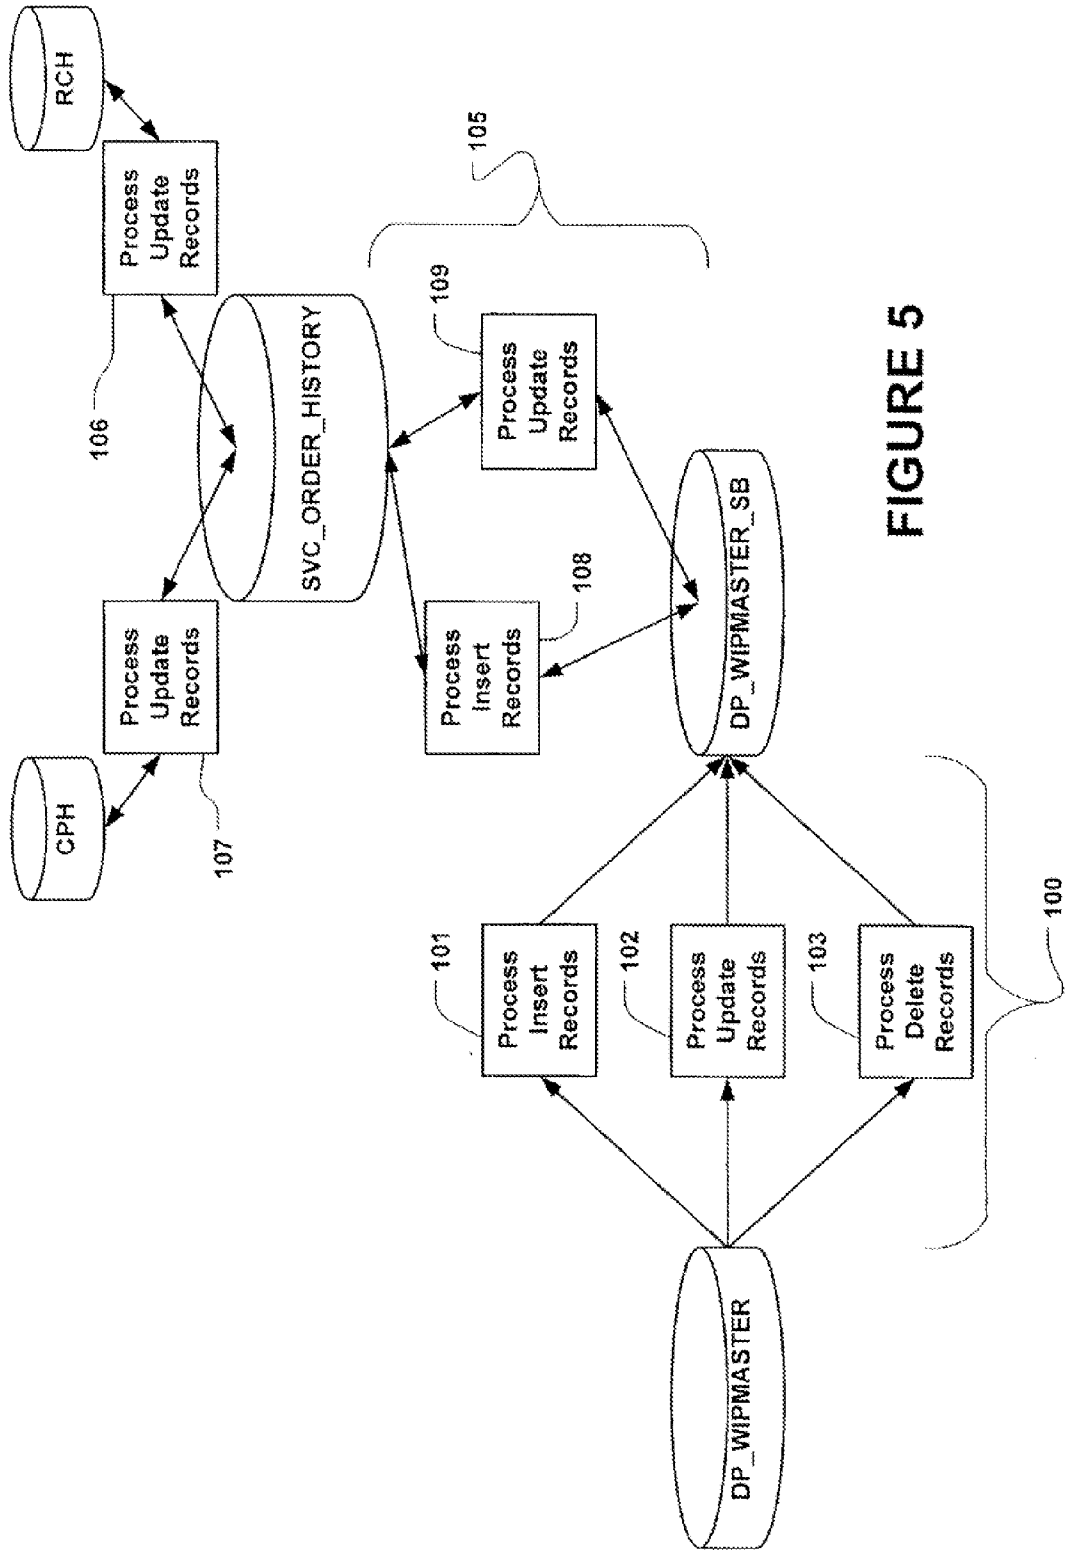 CPH
RCH
107
Process
Update
Records
106
Process
Update
Records
SVC_ORDER_HISTORY
Process
Insert
Records
108
109
Process
Update
Records
105
DP_WIPMASTER
101
Process
Insert
Records
102
Process
Update
Records
103
Process
Delete
Records
100
DP_WIPMASTER_SB
FIGURE 5